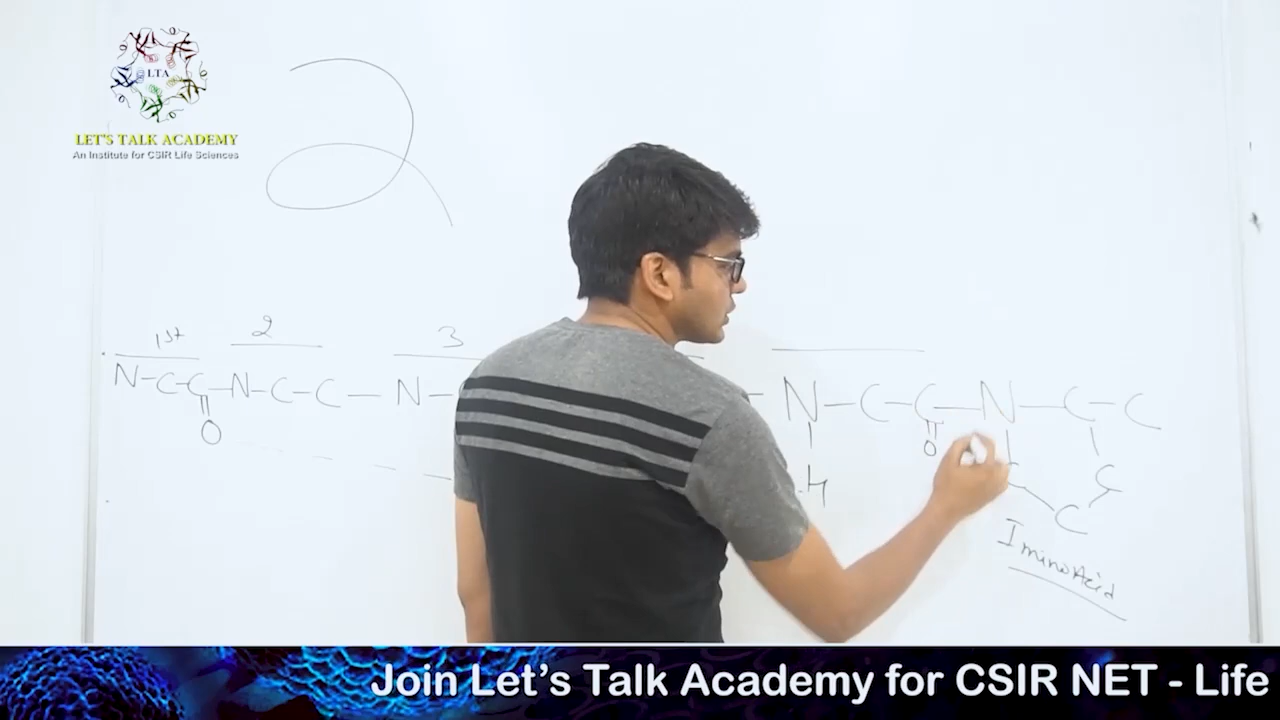 LTA
LET'S TALK ACADEMY
An Institute for CSIR Life Sciences
1st 2 3
N-C-C-N-C-C-N-
N-C-C-N-C-C
O
O
H
C
C
C
Imino Acid
Join Let's Talk Academy for CSIR NET - Life